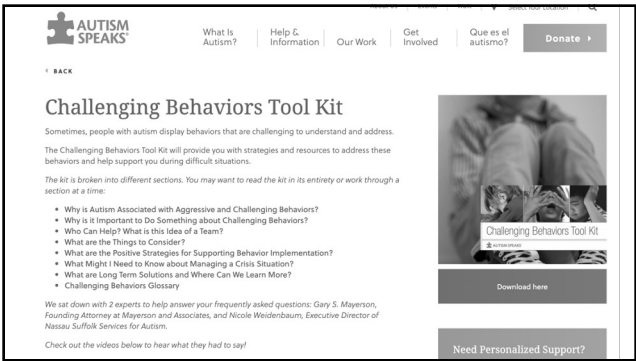 Select Your Location
AUTISM SPEAKS®
What Is Autism?
Help & Information
Our Work
Get Involved
Que es el autismo?
Donate
BACK
Challenging Behaviors Tool Kit
Sometimes, people with autism display behaviors that are challenging to understand and address.
The Challenging Behaviors Tool Kit will provide you with strategies and resources to address these
behaviors and help support you during difficult situations.
The kit is broken into different sections. You may want to read the kit in its entirety or work through a
section at a time:
• Why is Autism Associated with Aggressive and Challenging Behaviors?
• Why is it Important to Do Something about Challenging Behaviors?
• Who Can Help? What is this Idea of a Team?
• What are the Things to Consider?
• What are the Positive Strategies for Supporting Behavior Implementation?
• What Might I Need to Know about Managing a Crisis Situation?
• What are Long Term Solutions and Where Can We Learn More?
• Challenging Behaviors Glossary
We sat down with 2 experts to help answer your frequently asked questions: Gary S. Mayerson,
Founding Attorney at Mayerson and Associates, and Nicole Weidenbaum, Executive Director of
Nassau Suffolk Services for Autism.
Check out the videos below to hear what they had to say!
Challenging Behaviors Tool Kit
AUTISM SPEAKS
Download here
Need Personalized Support?